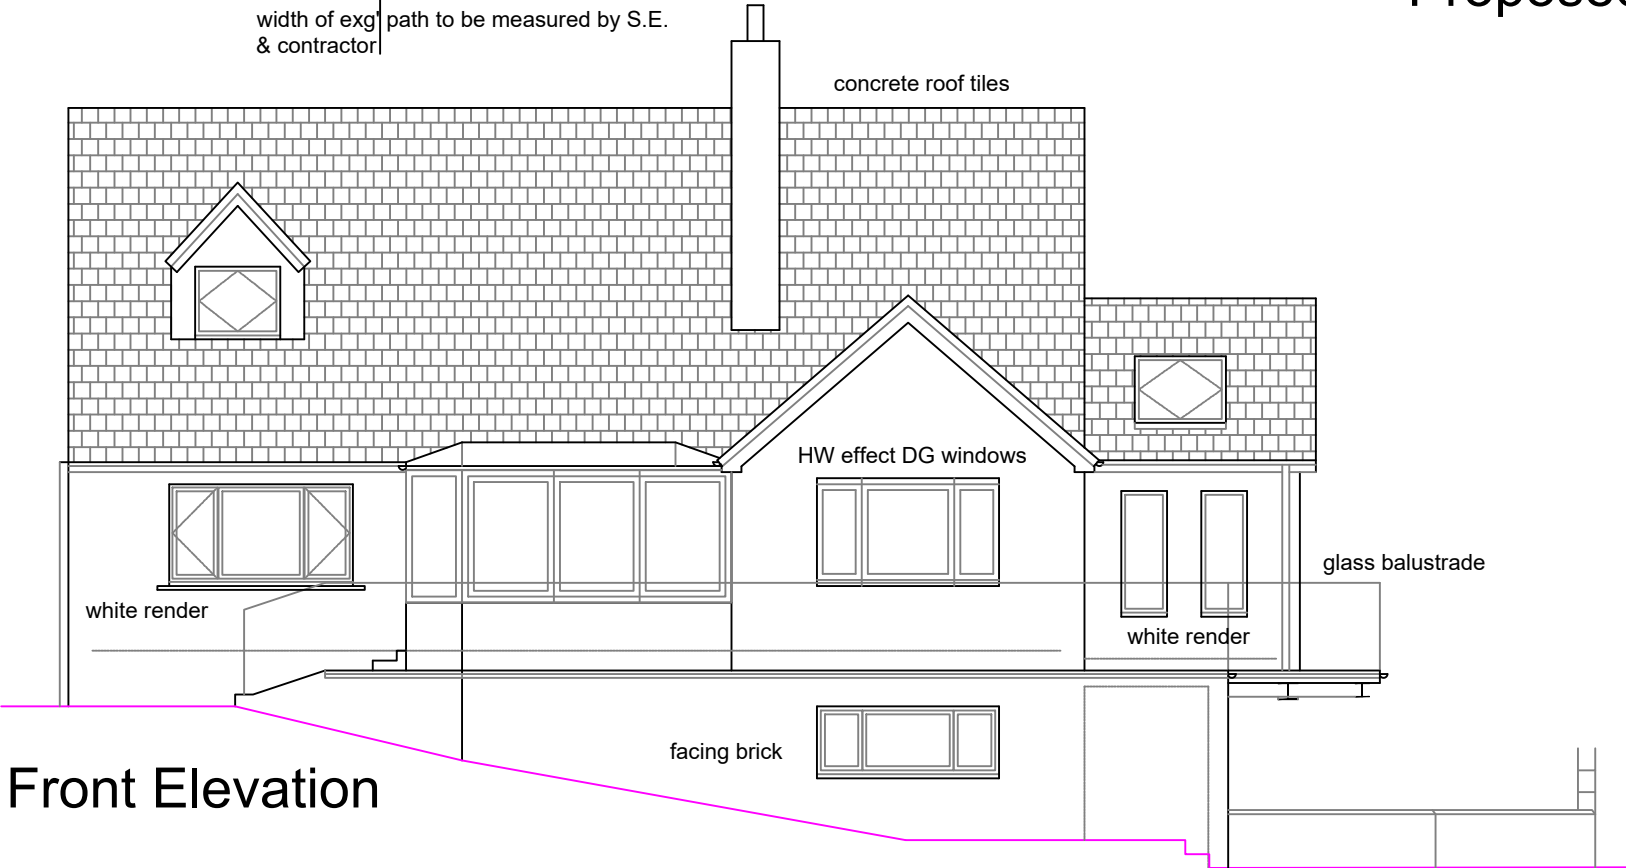 width of exg' path to be measured by S.E.
& contractor
concrete roof tiles
HW effect DG windows
glass balustrade
white render
white render
facing brick
Front Elevation